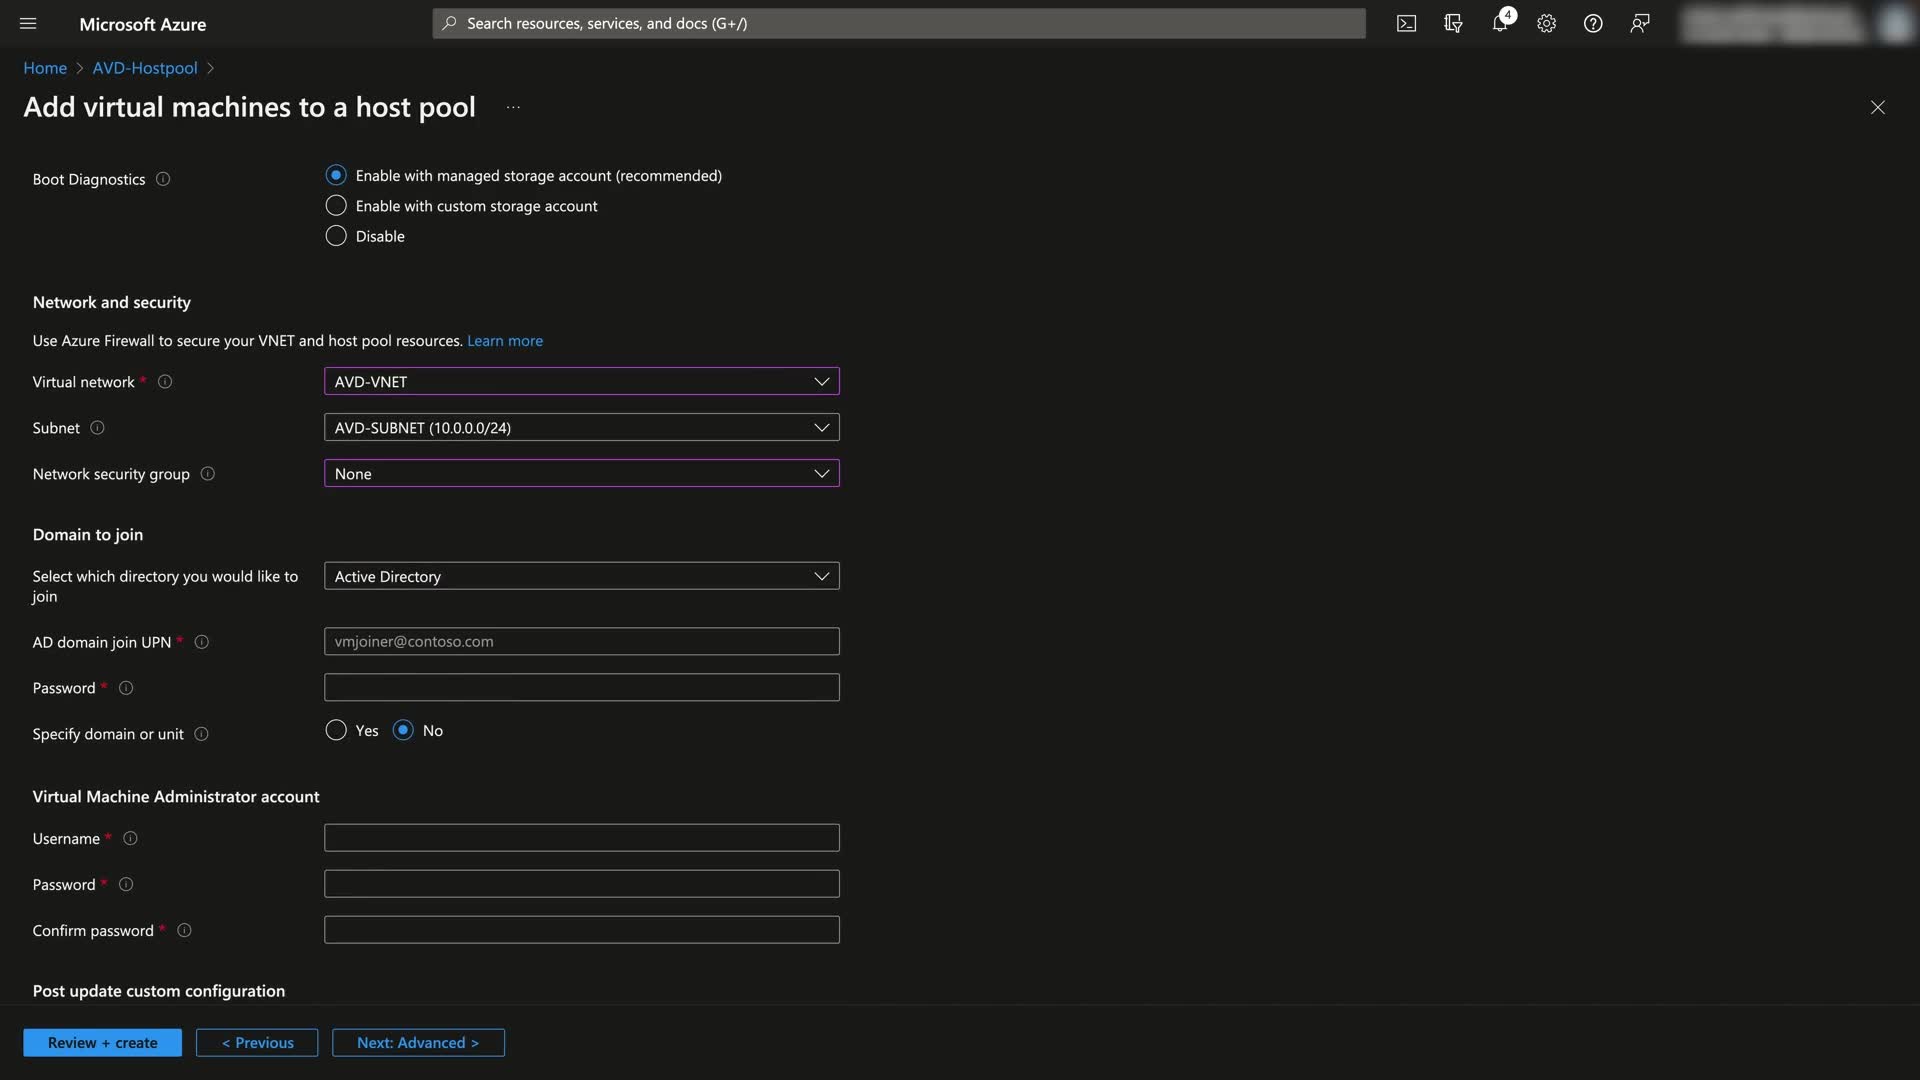 Microsoft Azure
Search resources, services, and docs (G+/)
4
Home > AVD-Hostpool >
Add virtual machines to a host pool ...
Boot Diagnostics
Enable with managed storage account (recommended)
Enable with custom storage account
Disable
Network and security
Use Azure Firewall to secure your VNET and host pool resources. Learn more
Virtual network *
AVD-VNET
Subnet
AVD-SUBNET (10.0.0.0/24)
Network security group
None
Domain to join
Select which directory you would like to
join
Active Directory
AD domain join UPN *
vmjoiner@contoso.com
Password *
Specify domain or unit
Yes No
Virtual Machine Administrator account
Username *
Password *
Confirm password *
Post update custom configuration
Review + create < Previous Next: Advanced >